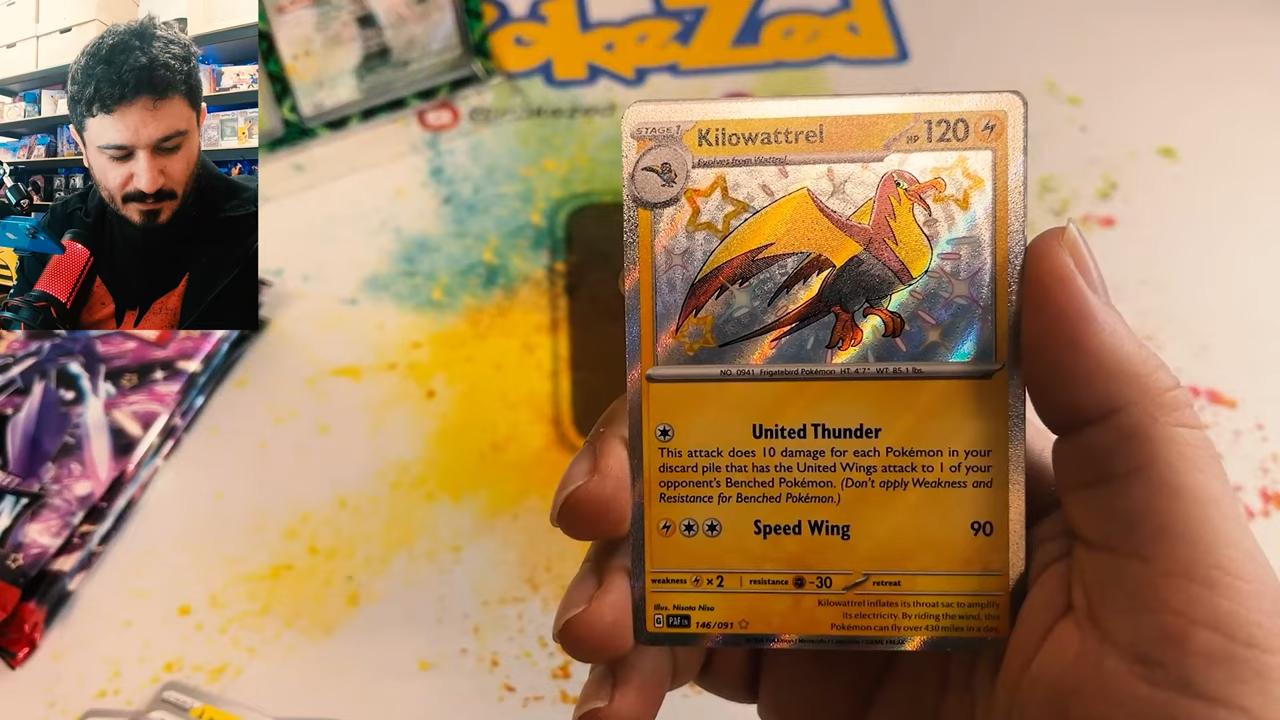 PokeZed
@pokezed
STAGE 1
Kilowattrel
HP 120
Evolves from Wattrel
NO. 0941 Frigatebird Pokémon HT: 4'7" WT: 85.1 lbs.
United Thunder
This attack does 10 damage for each Pokémon in your
discard pile that has the United Wings attack to 1 of your
opponent's Benched Pokémon. (Don't apply Weakness and
Resistance for Benched Pokémon.)
Speed Wing 90
weakness ×2 resistance -30 retreat
Illus. Nisota Niso
Kilowattrel inflates its throat sac to amplify
its electricity. By riding the wind, this
Pokémon can fly over 430 miles in a day.
G PAF EN 146/091